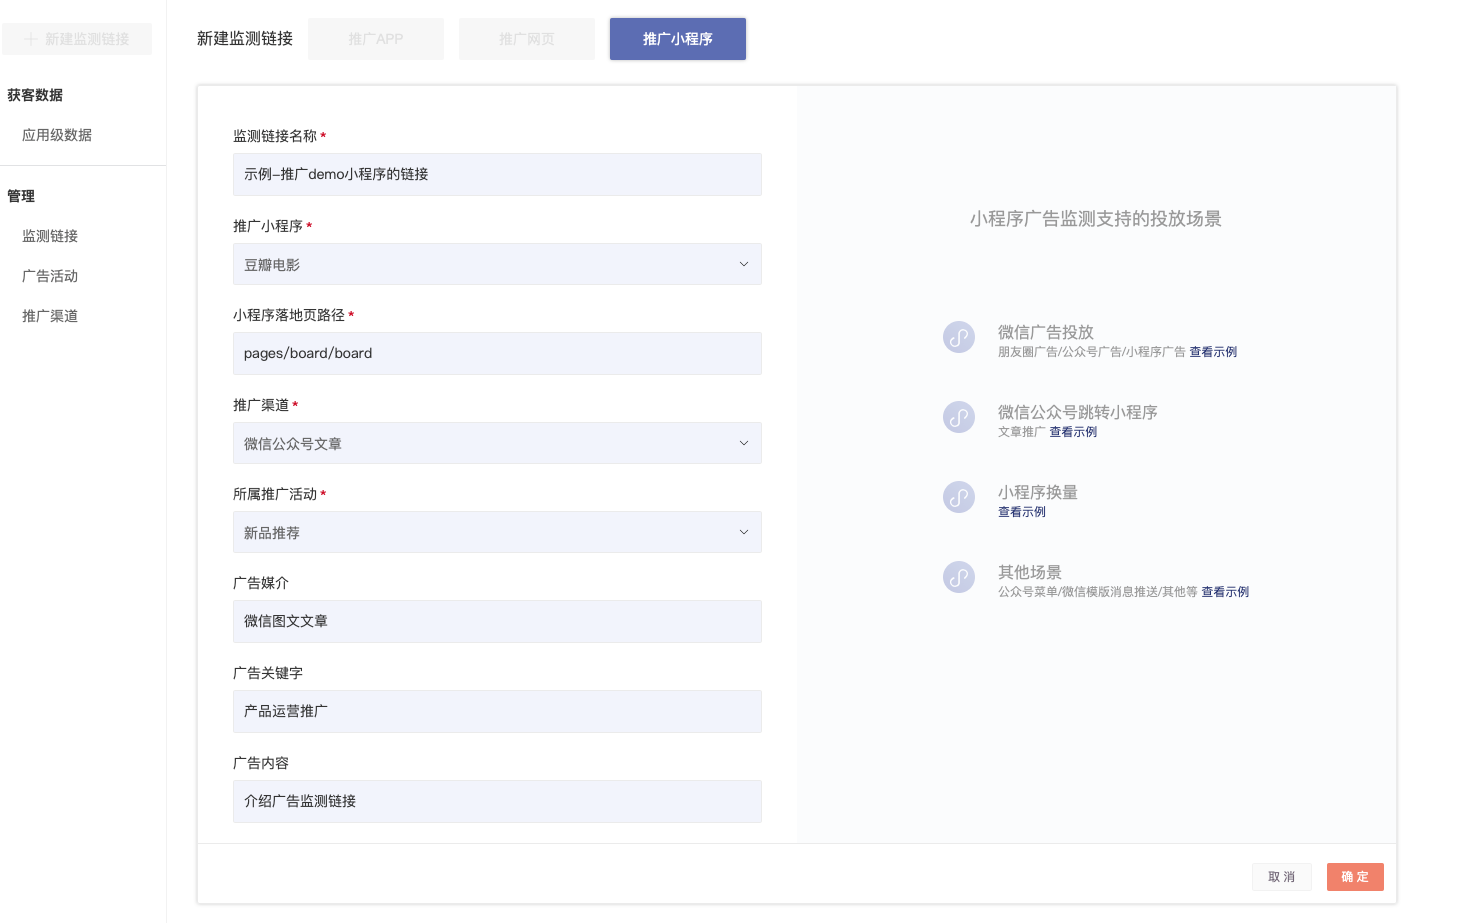 新建监测链接
获客数据
应用级数据
管理
监测链接
广告活动
推广渠道
新建监测链接
推广APP
推广网页
推广小程序
监测链接名称*
示例-推广demo小程序的链接
推广小程序*
豆瓣电影
小程序落地页路径*
pages/board/board
推广渠道*
微信公众号文章
所属推广活动*
新品推荐
广告媒介
微信图文文章
广告关键字
产品运营推广
广告内容
介绍广告监测链接
小程序广告监测支持的投放场景
微信广告投放
朋友圈广告/公众号广告/小程序广告 查看示例
微信公众号跳转小程序
文章推广 查看示例
小程序换量
查看示例
其他场景
公众号菜单/微信模版消息推送/其他等 查看示例
取 消
确 定